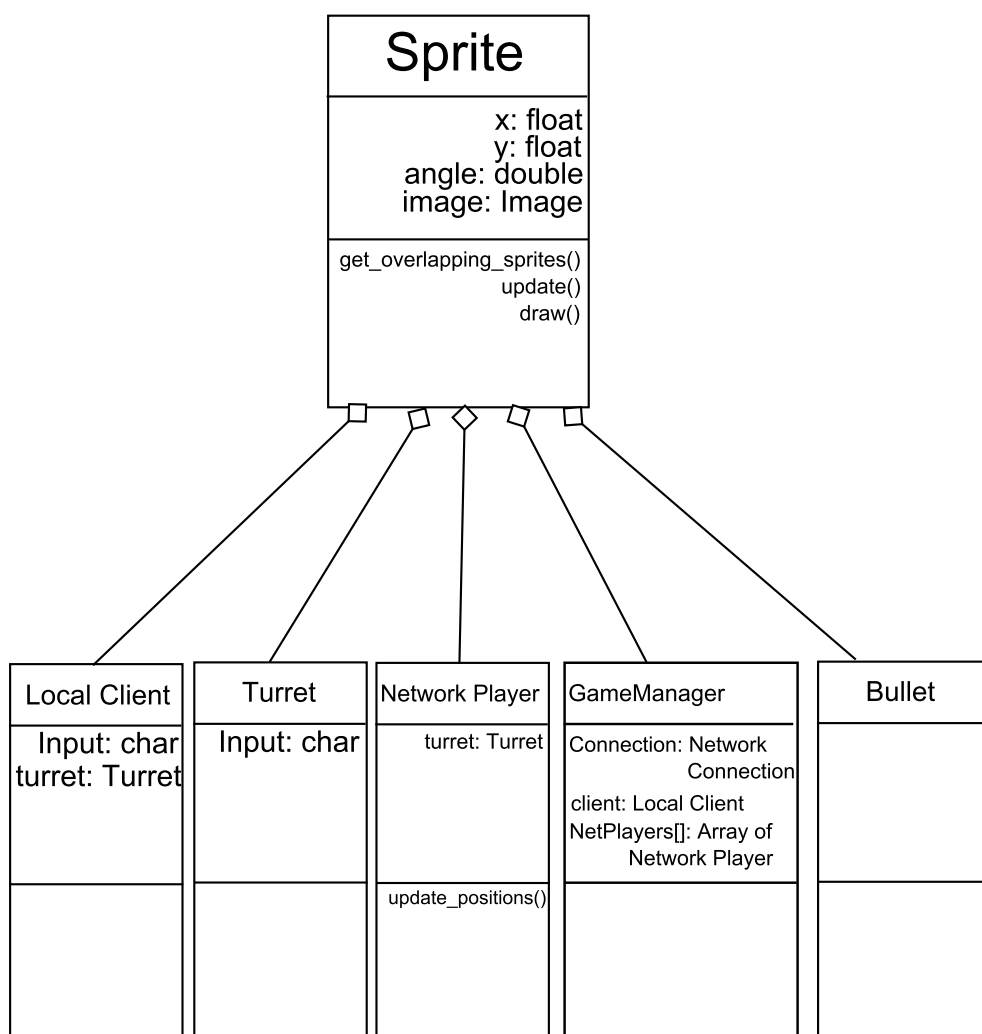 Sprite
x: float
y: float
angle: double
image: Image
get_overlapping_sprites()
update()
draw()
Local Client
Input: char
turret: Turret
Turret
Input: char
Network Player
turret: Turret
update_positions()
GameManager
Connection: Network
Connection
client: Local Client
NetPlayers[]: Array of
Network Player
Bullet